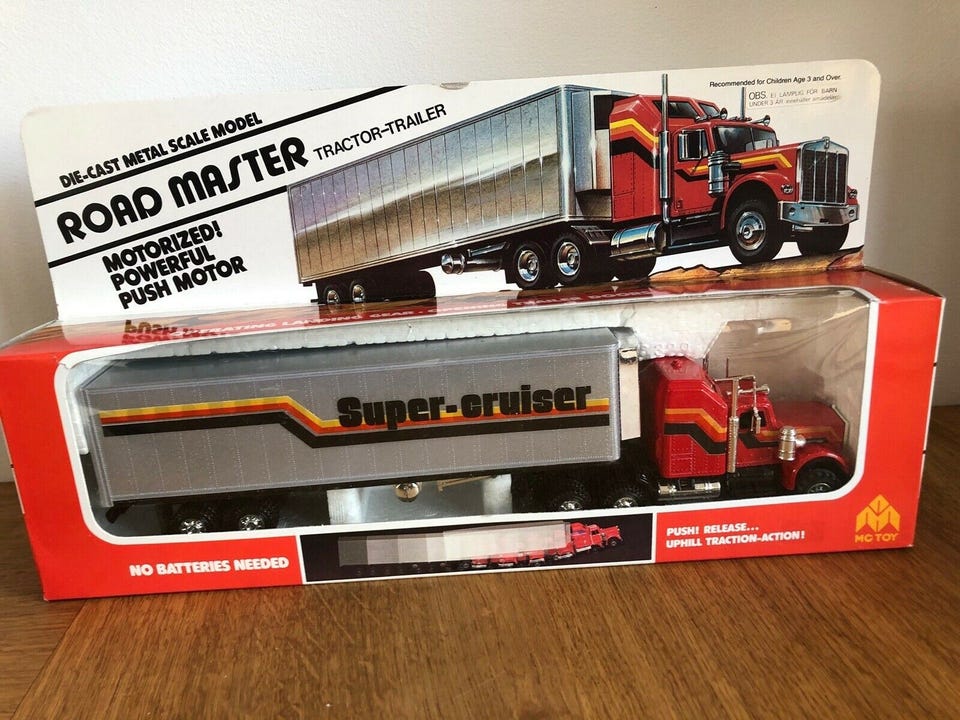 Recommended for Children Age 3 and Over.
OBS. EJ LÄMPLIG FÖR BARN
UNDER 3 ÅR
DIE-CAST METAL SCALE MODEL
ROAD MASTER TRACTOR-TRAILER
MOTORIZED!
POWERFUL
PUSH MOTOR
Super-cruiser
NO BATTERIES NEEDED
PUSH! RELEASE...
UPHILL TRACTION-ACTION!
MC TOY